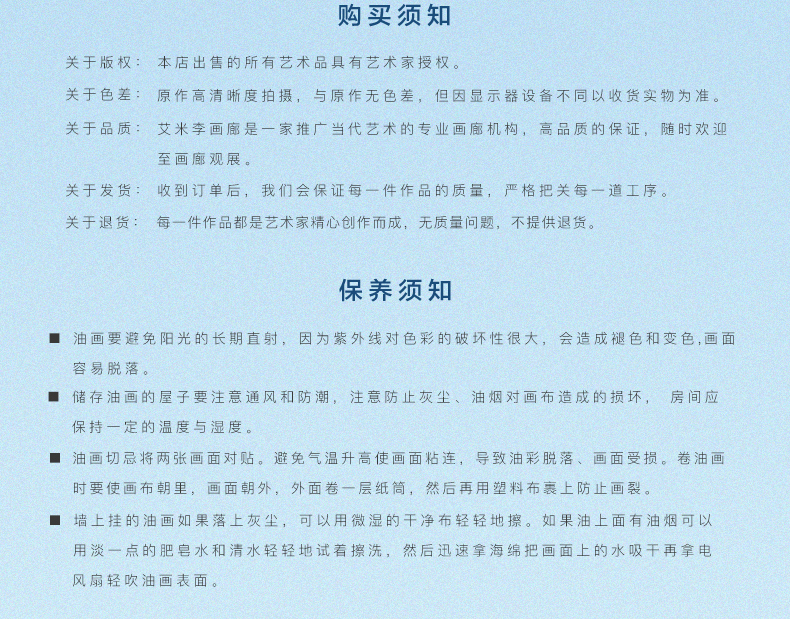 购买须知
关于版权： 本店出售的所有艺术品具有艺术家授权。
关于色差： 原作高清晰度拍摄，与原作无色差，但因显示器设备不同以收货实物为准。
关于品质： 艾米李画廊是一家推广当代艺术的专业画廊机构，高品质的保证，随时欢迎
至画廊观展。
关于发货： 收到订单后，我们会保证每一件作品的质量，严格把关每一道工序。
关于退货： 每一件作品都是艺术家精心创作而成，无质量问题，不提供退货。
保养须知
■ 油画要避免阳光的长期直射，因为紫外线对色彩的破坏性很大，会造成褪色和变色,画面
容易脱落。
■ 储存油画的屋子要注意通风和防潮，注意防止灰尘、油烟对画布造成的损坏， 房间应
保持一定的温度与湿度。
■ 油画切忌将两张画面对贴。避免气温升高使画面粘连，导致油彩脱落、画面受损。卷油画
时要使画布朝里，画面朝外，外面卷一层纸筒，然后再用塑料布裹上防止画裂。
■ 墙上挂的油画如果落上灰尘，可以用微湿的干净布轻轻地擦。如果油上面有油烟可以
用淡一点的肥皂水和清水轻轻地试着擦洗，然后迅速拿海绵把画面上的水吸干再拿电
风扇轻吹油画表面。